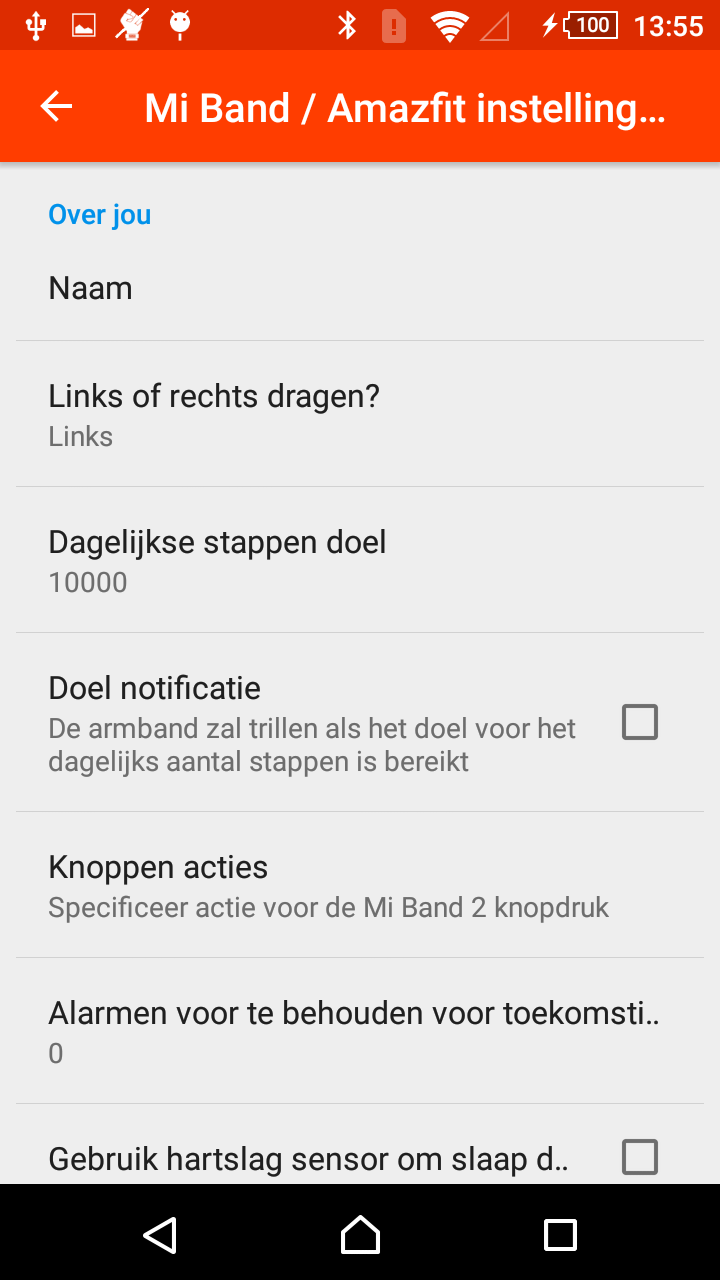 100 13:55
Mi Band / Amazfit instelling...
Over jou
Naam
Links of rechts dragen?
Links
Dagelijkse stappen doel
10000
Doel notificatie
De armband zal trillen als het doel voor het
dagelijks aantal stappen is bereikt
Knoppen acties
Specificeer actie voor de Mi Band 2 knopdruk
Alarmen voor te behouden voor toekomsti..
0
Gebruik hartslag sensor om slaap d..